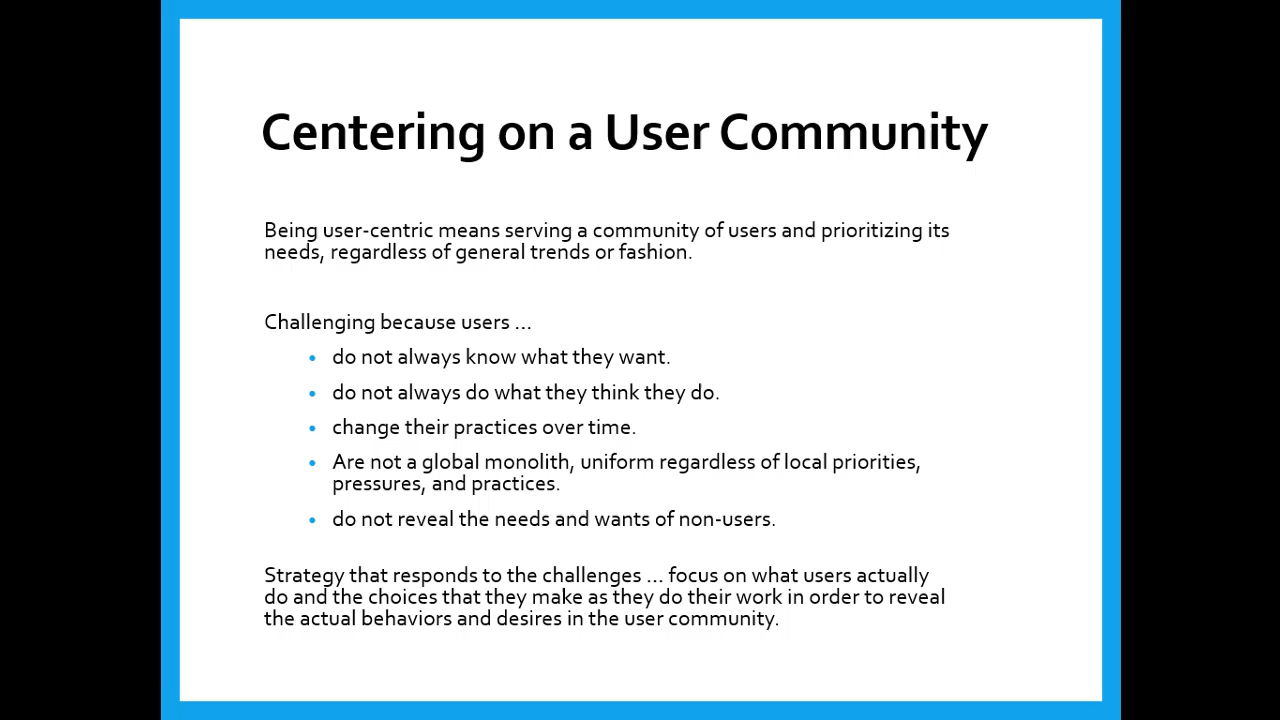 Centering on a User Community
Being user-centric means serving a community of users and prioritizing its
needs, regardless of general trends or fashion.
Challenging because users ...
• do not always know what they want.
• do not always do what they think they do.
• change their practices over time.
• Are not a global monolith, uniform regardless of local priorities,
pressures, and practices.
• do not reveal the needs and wants of non-users.
Strategy that responds to the challenges ... focus on what users actually
do and the choices that they make as they do their work in order to reveal
the actual behaviors and desires in the user community.